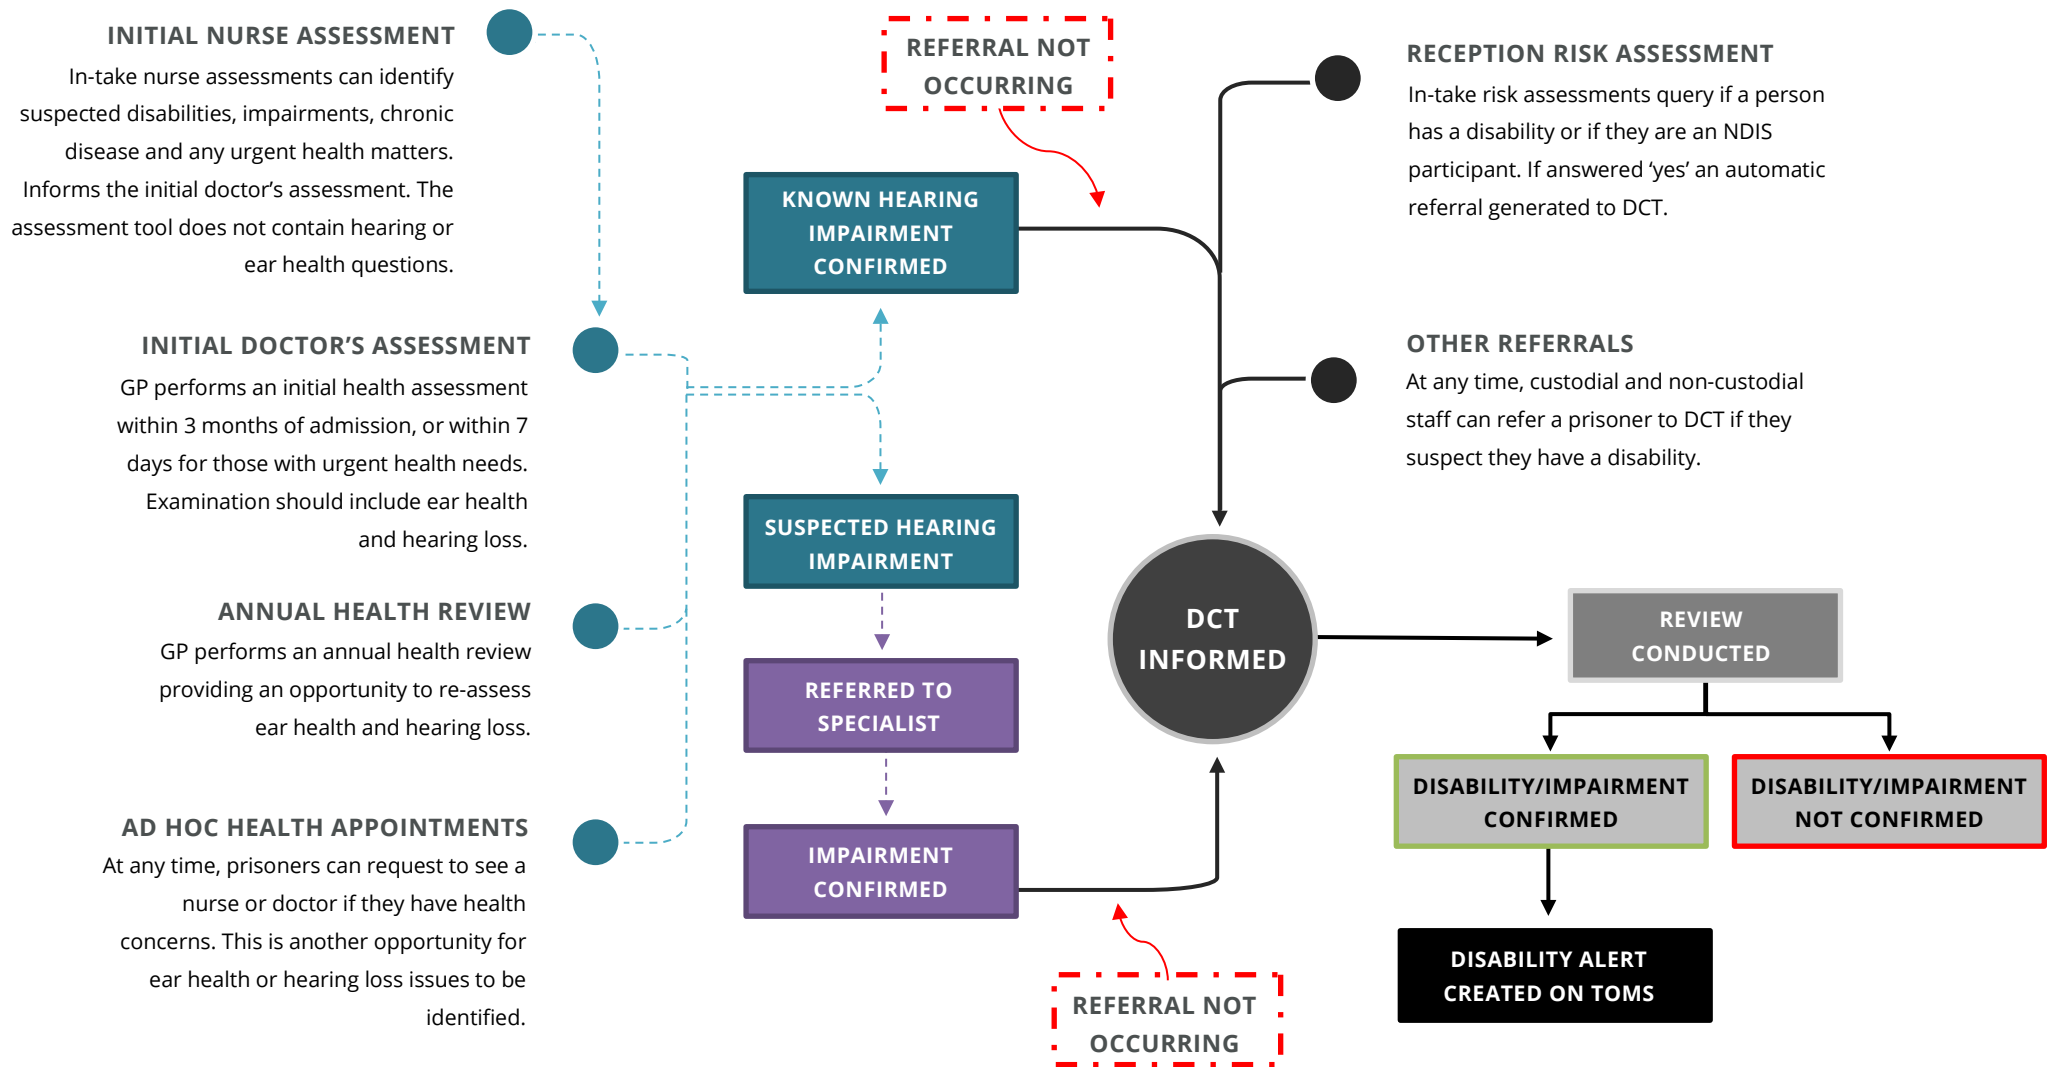 INITIAL NURSE ASSESSMENT
In-take nurse assessments can identify
suspected disabilities, impairments, chronic
disease and any urgent health matters.
Informs the initial doctor’s assessment. The
assessment tool does not contain hearing or
ear health questions.
INITIAL DOCTOR’S ASSESSMENT
GP performs an initial health assessment
within 3 months of admission, or within 7
days for those with urgent health needs.
Examination should include ear health
and hearing loss.
ANNUAL HEALTH REVIEW
GP performs an annual health review
providing an opportunity to re-assess
ear health and hearing loss.
AD HOC HEALTH APPOINTMENTS
At any time, prisoners can request to see a
nurse or doctor if they have health
concerns. This is another opportunity for
ear health or hearing loss issues to be
identified.
REFERRAL NOT
OCCURRING
KNOWN HEARING
IMPAIRMENT
CONFIRMED
SUSPECTED HEARING
IMPAIRMENT
REFERRED TO
SPECIALIST
IMPAIRMENT
CONFIRMED
REFERRAL NOT
OCCURRING
RECEPTION RISK ASSESSMENT
In-take risk assessments query if a person
has a disability or if they are an NDIS
participant. If answered ‘yes’ an automatic
referral generated to DCT.
OTHER REFERRALS
At any time, custodial and non-custodial
staff can refer a prisoner to DCT if they
suspect they have a disability.
DCT
INFORMED
REVIEW
CONDUCTED
DISABILITY/IMPAIRMENT
CONFIRMED
DISABILITY/IMPAIRMENT
NOT CONFIRMED
DISABILITY ALERT
CREATED ON TOMS